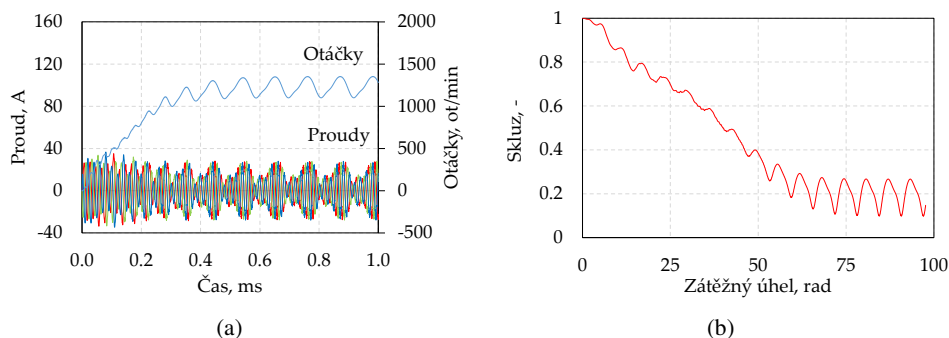 160
120
80
40
0
-40
Proud, A
2000
1500
1000
500
0
-500
Otáčky, ot/min
Otáčky
Proudy
0.0 0.2 0.4 0.6 0.8 1.0
Čas, ms
(a)
1
0.8
0.6
0.4
0.2
0
Skluz, -
0 25 50 75 100
Zátěžný úhel, rad
(b)